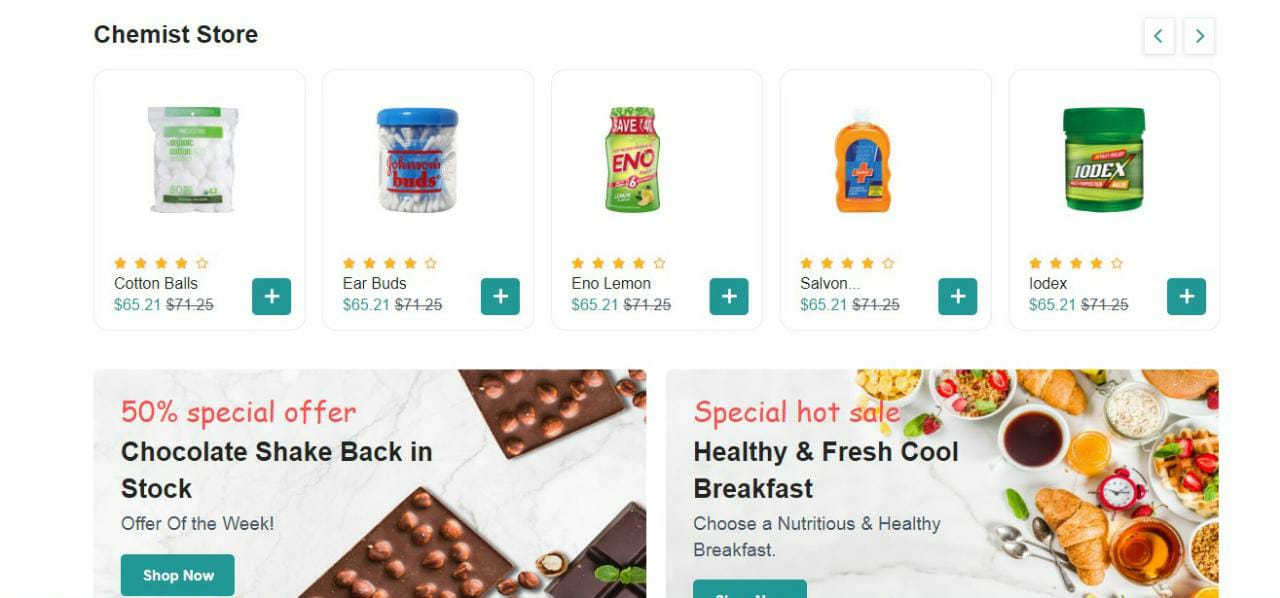 Chemist Store
organic
cotton
80
Johnson's
buds
SAVE ₹40
ENO
6
LEMON
IODEX
Cotton Balls
$65.21 $71.25
Ear Buds
$65.21 $71.25
Eno Lemon
$65.21 $71.25
Salvon...
$65.21 $71.25
Iodex
$65.21 $71.25
50% special offer
Chocolate Shake Back in
Stock
Offer Of the Week!
Shop Now
Special hot sale
Healthy & Fresh Cool
Breakfast
Choose a Nutritious & Healthy
Breakfast.